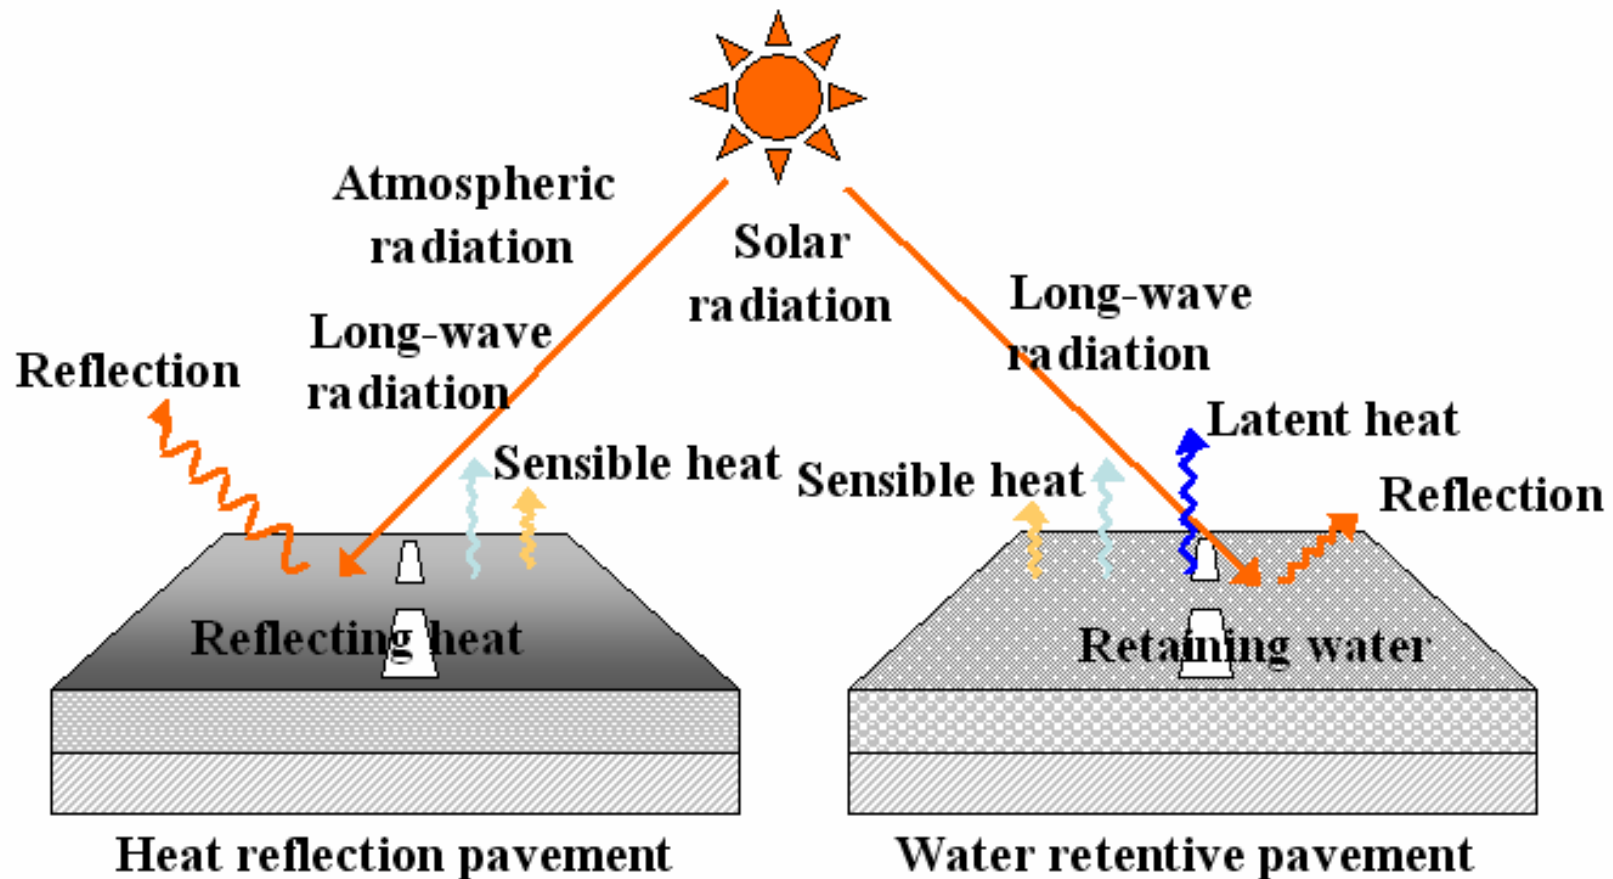 Atmospheric
radiation
Solar
radiation
Long-wave
radiation
Long-wave
radiation
Reflection
Sensible heat
Sensible heat
Latent heat
Reflection
Reflecting heat
Retaining water
Heat reflection pavement
Water retentive pavement